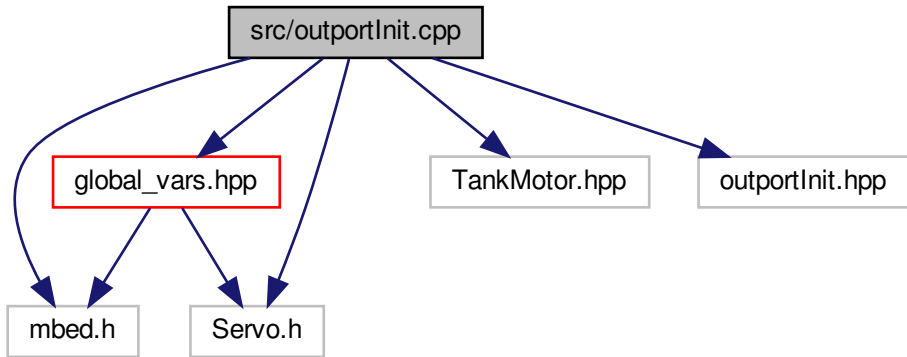 src/outportInit.cpp
global_vars.hpp
TankMotor.hpp
outportInit.hpp
mbed.h
Servo.h